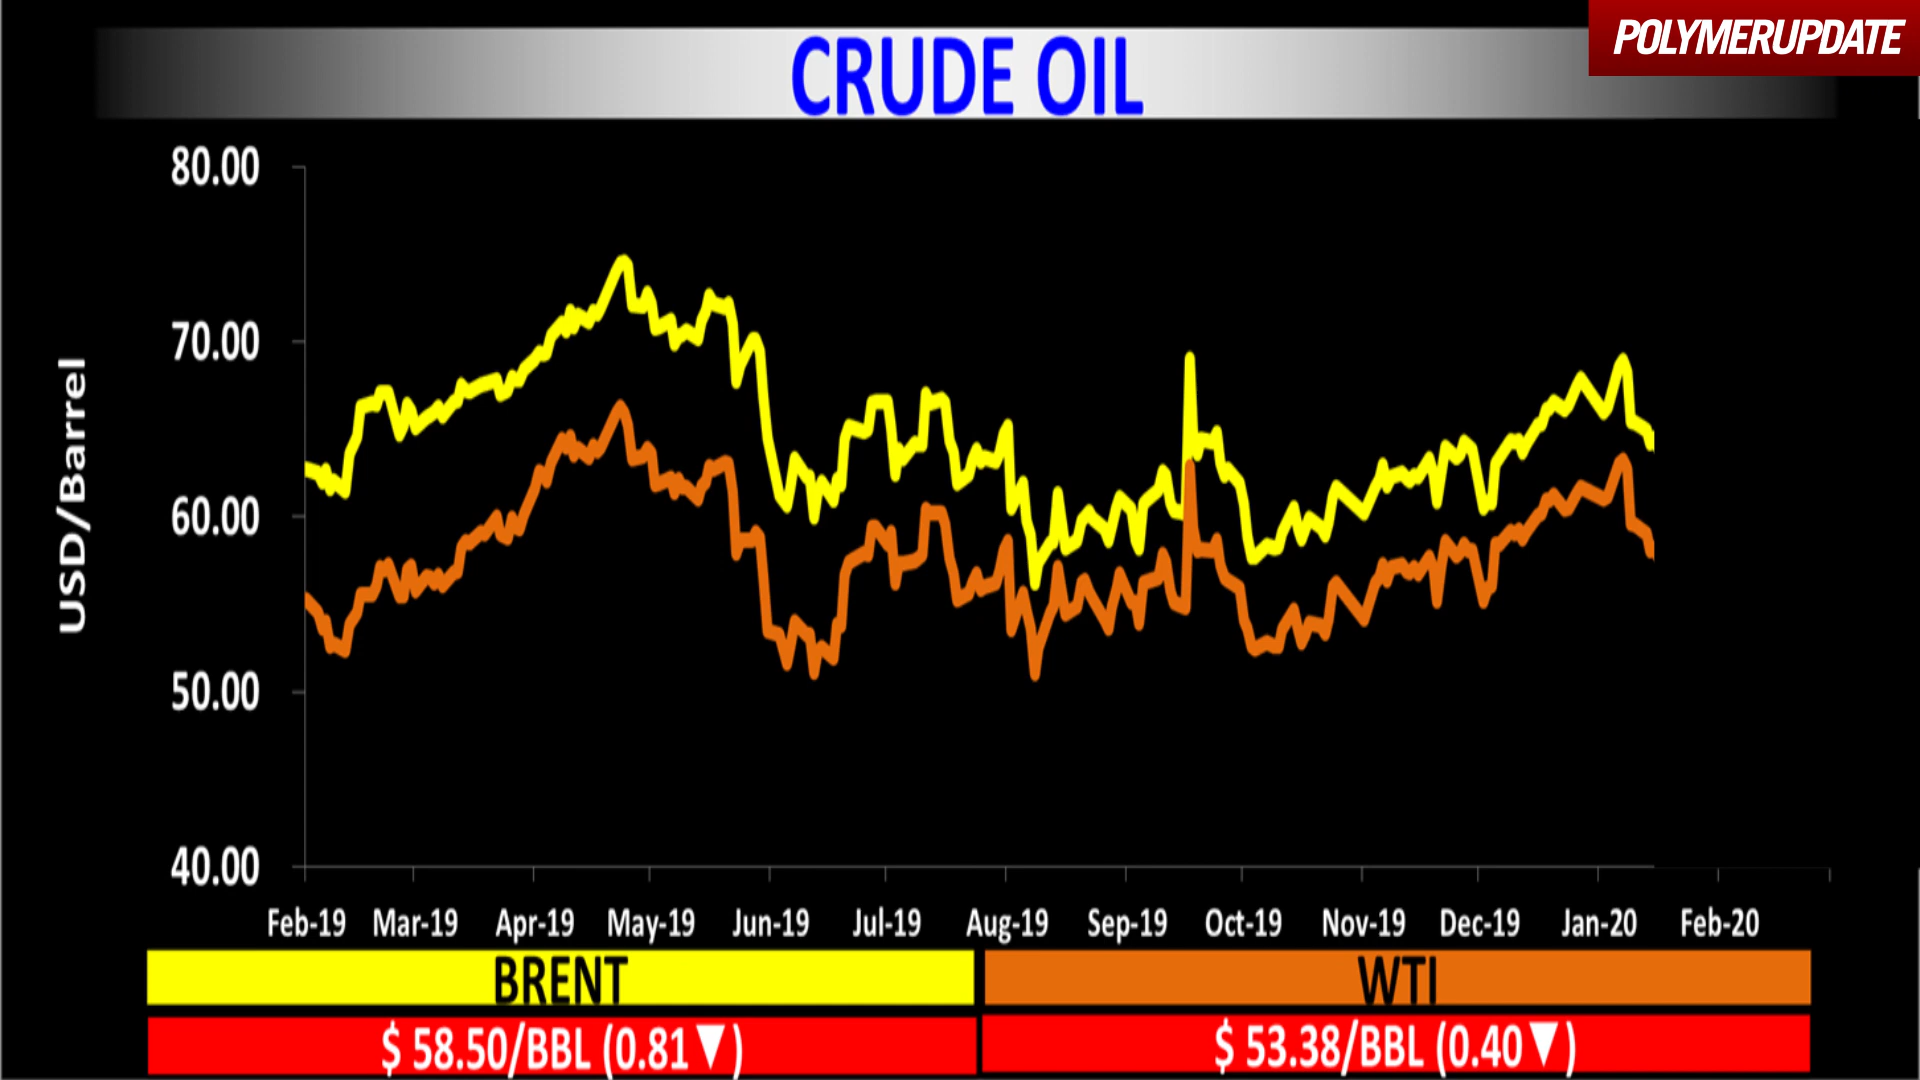 POLYMERUPDATE
CRUDE OIL
USD/Barrel
80.00
70.00
60.00
50.00
40.00
Feb-19 Mar-19 Apr-19 May-19 Jun-19 Jul-19 Aug-19 Sep-19 Oct-19 Nov-19 Dec-19 Jan-20 Feb-20
BRENT WTI
$ 58.50/BBL (0.81▼) $ 53.38/BBL (0.40▼)